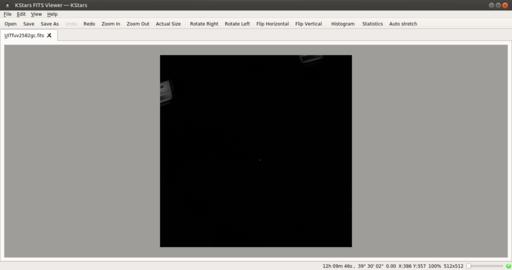 KStars FITS Viewer — KStars
File Edit View Help
Open Save Save As Undo Redo Zoom In Zoom Out Actual Size Rotate Right Rotate Left Flip Horizontal Flip Vertical Histogram Statistics Auto stretch
12h 09m 46s, 39° 30' 02" 0.00 X:386 Y:357 100% 512x512